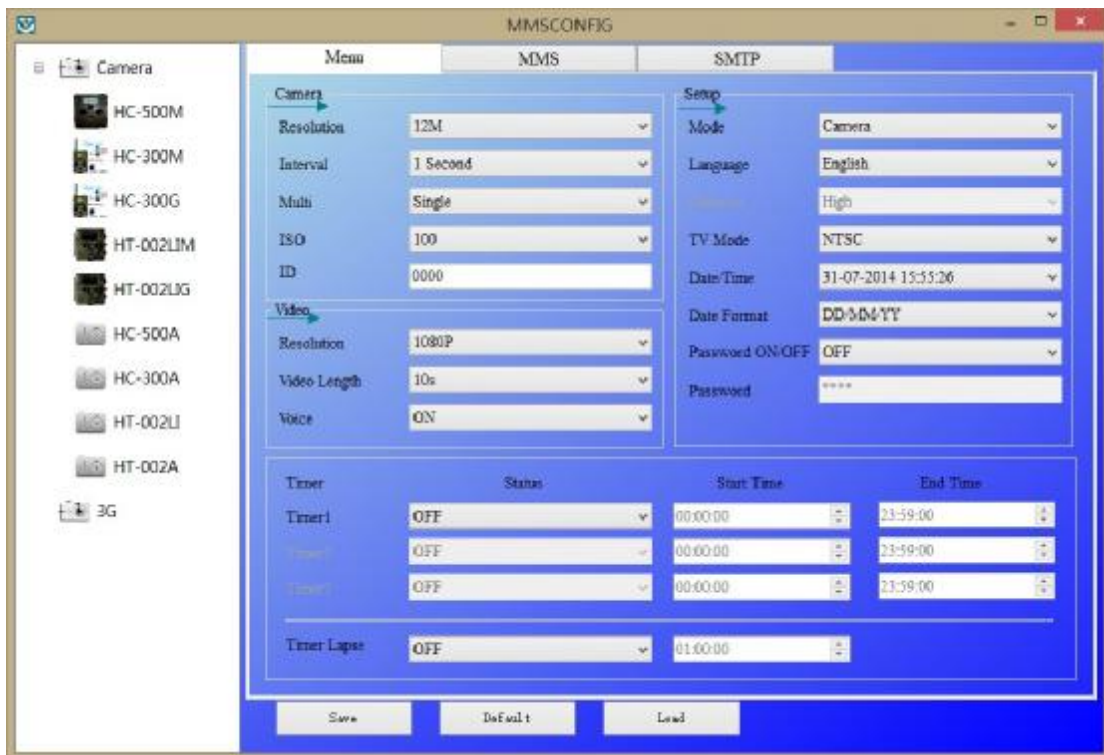 MMSCONFIG
Camera
HC-500M
HC-300M
HC-300G
HT-002LIM
HT-002LIG
HC-500A
HC-300A
HT-002LI
HT-002A
3G
Menu MMS SMTP
Camera
Resolution 12M
Interval 1 Second
Multi Single
ISO 100
ID 0000
Video
Resolution 1080P
Video Length 10s
Voice ON
Setup
Mode Camera
Language English
High
TV Mode NTSC
Date/Time 31-07-2014 15:55:26
Date Format DD/MM/YY
Password ON/OFF OFF
Password ****
Timer Status Start Time End Time
Timer1 OFF 00:00:00 23:59:00
OFF 00:00:00 23:59:00
OFF 00:00:00 23:59:00
Timer Lapse OFF 01:00:00
Save Default Load